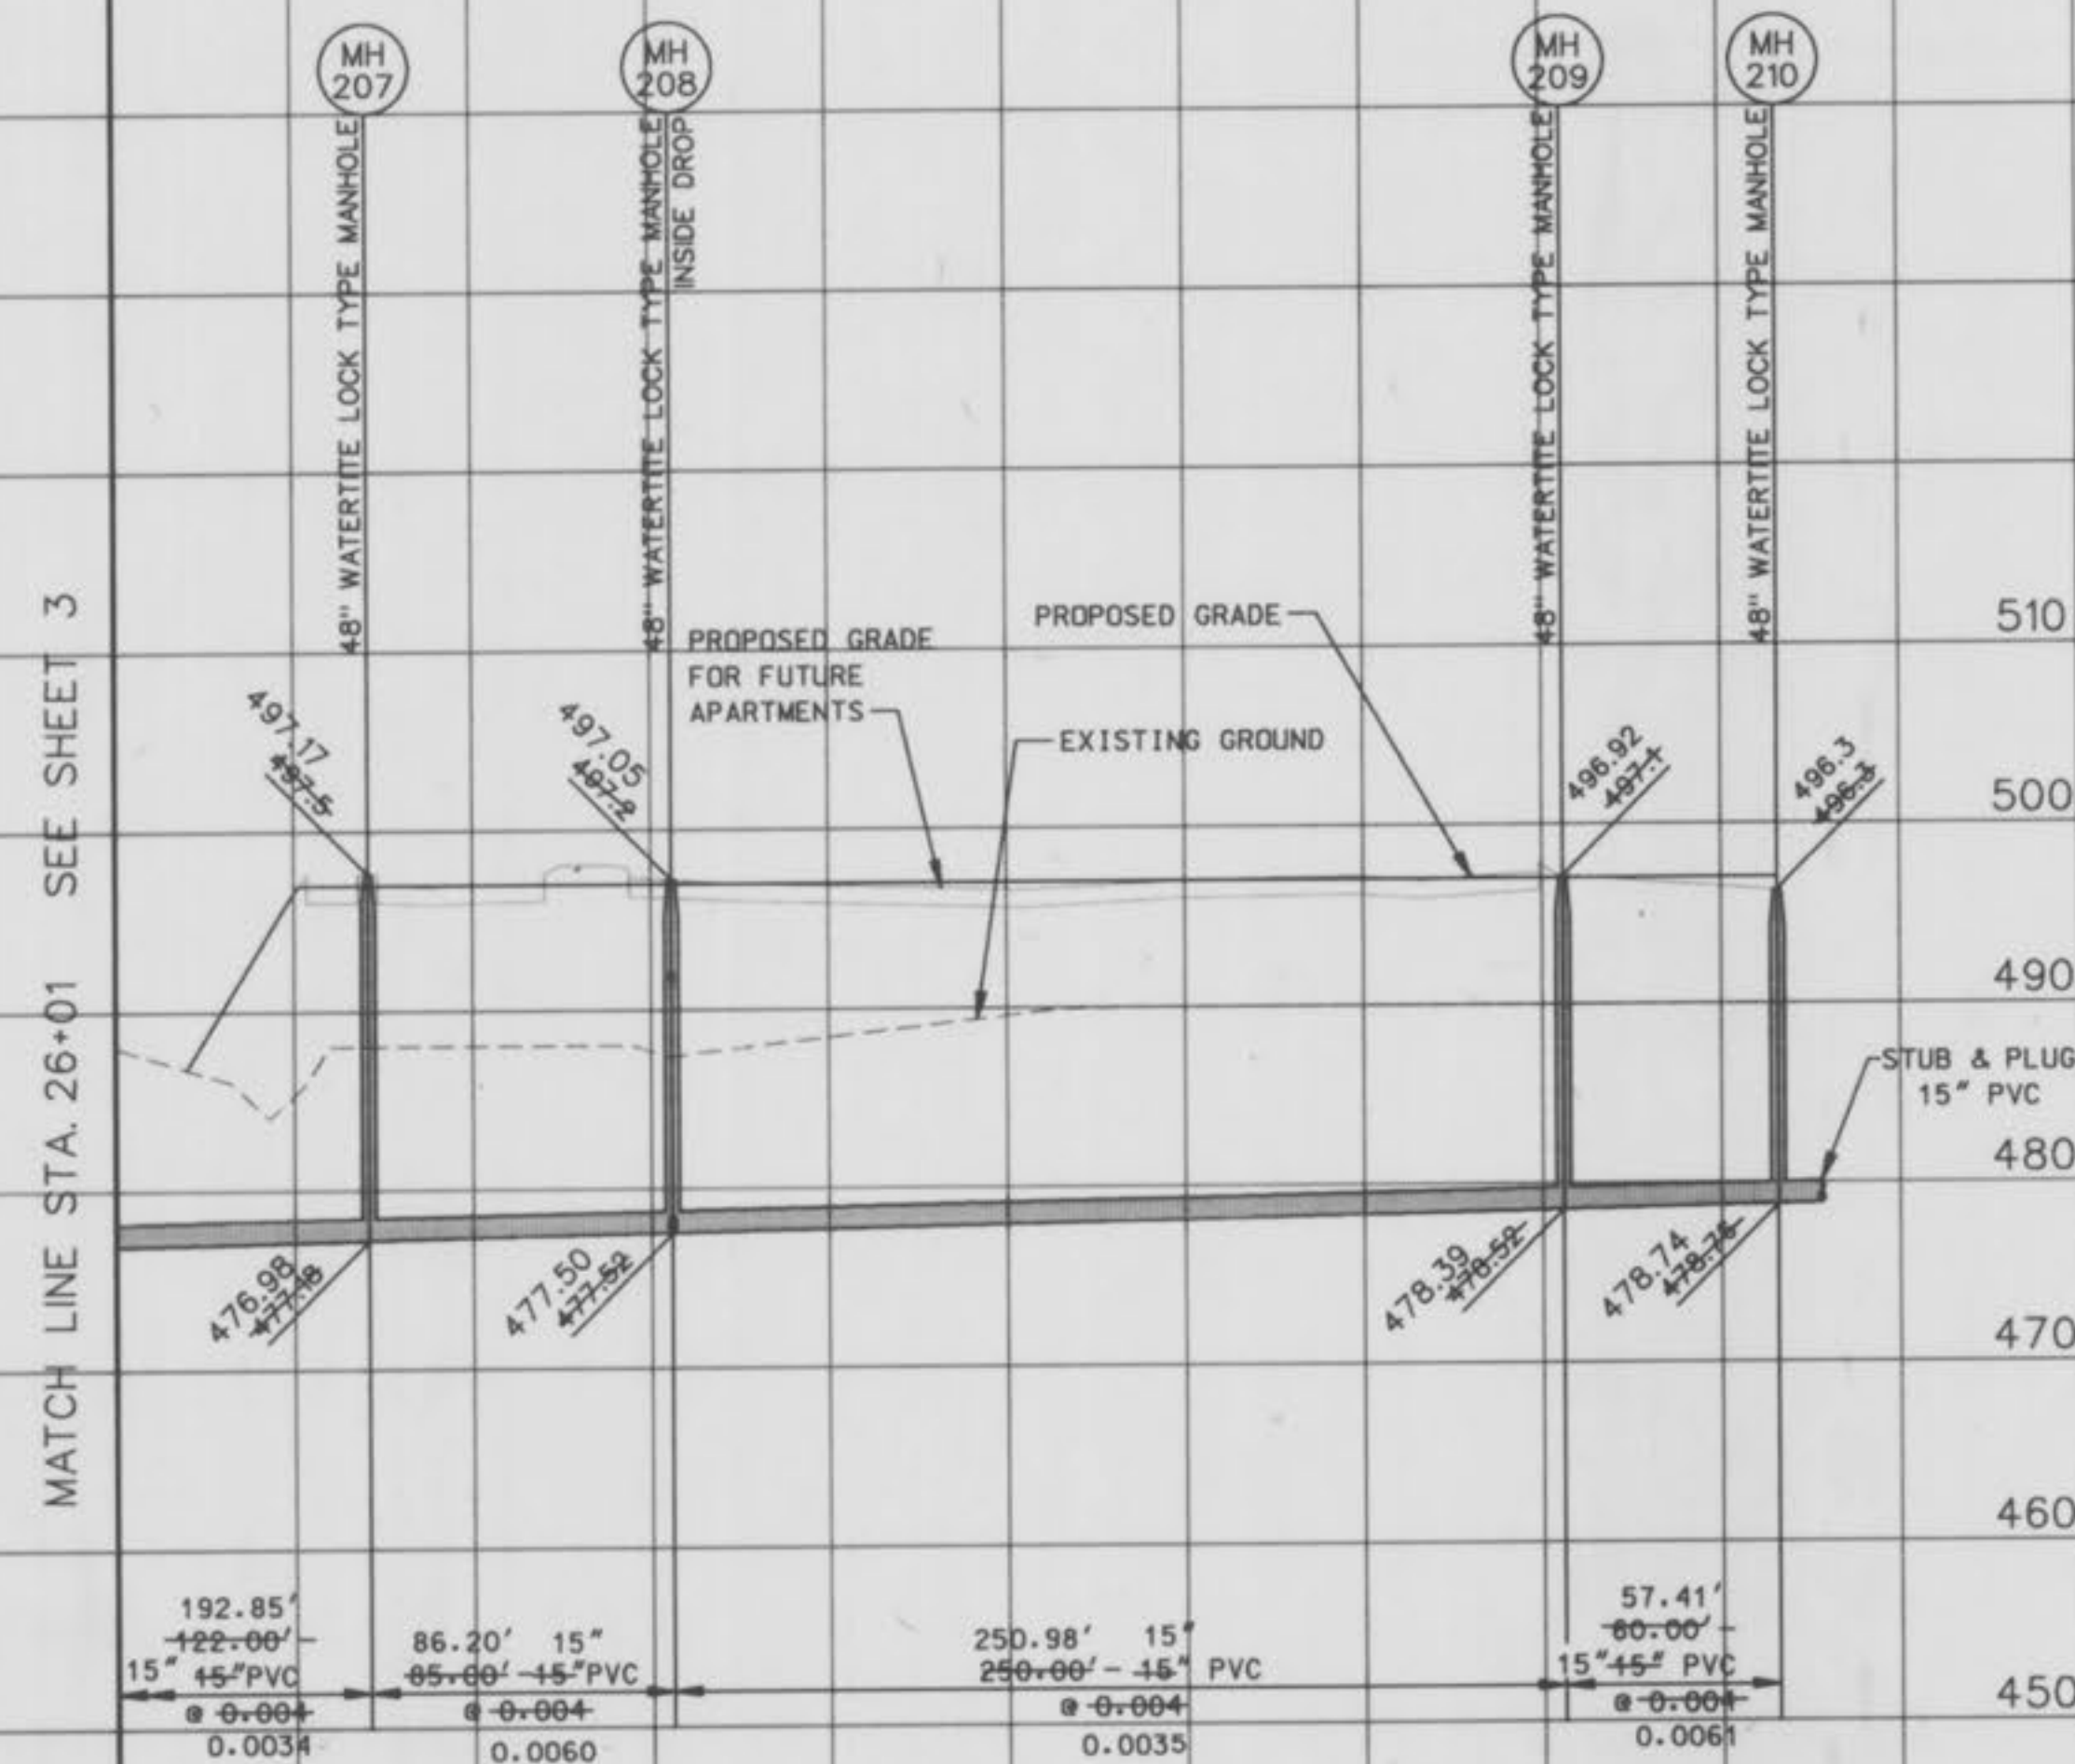 MH
207
MH
208
MH
209
MH
210
48" WATERTITE LOCK TYPE MANHOLE
48" WATERTITE LOCK TYPE MANHOLE
INSIDE DROP
48" WATERTITE LOCK TYPE MANHOLE
48" WATERTITE LOCK TYPE MANHOLE
MATCH LINE STA. 26+01 SEE SHEET 3
PROPOSED GRADE
FOR FUTURE
APARTMENTS
PROPOSED GRADE
EXISTING GROUND
497.17
497.5
497.05
497.2
496.92
497.1
496.3
496.3
510
500
490
480
470
460
450
STUB & PLUG
15" PVC
476.98
477.18
477.50
477.52
478.39
478.52
478.74
478.76
192.85'
122.00'-
15" 15"PVC
@ 0.004
0.0034
86.20' 15"
85.00'-15"PVC
@ 0.004
0.0060
250.98' 15"
250.00'- 15" PVC
@ 0.004
0.0035
57.41'
60.00'-
15" 15" PVC
@ 0.004
0.0061